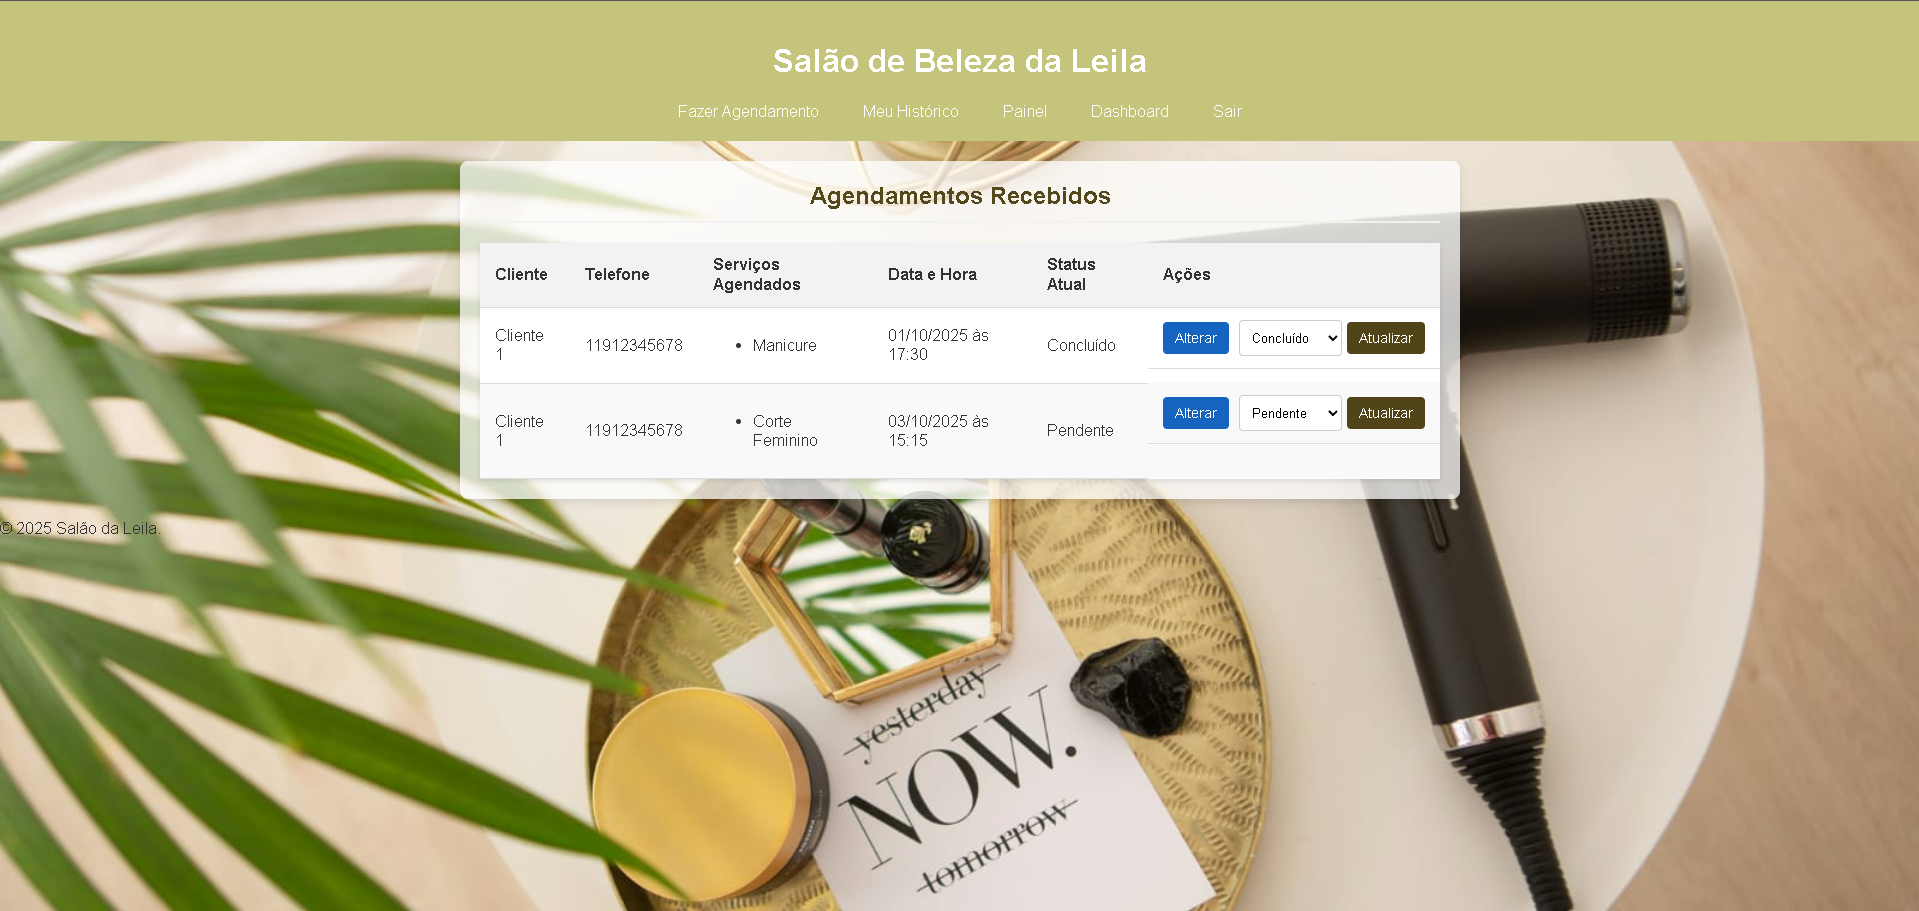 Salão de Beleza da Leila
Fazer Agendamento Meu Histórico Painel Dashboard Sair
Agendamentos Recebidos
Cliente Telefone Serviços Agendados Data e Hora Status Atual Ações
Cliente 1 11912345678 • Manicure 01/10/2025 às 17:30 Concluído Alterar Concluído Atualizar
Cliente 1 11912345678 • Corte Feminino 03/10/2025 às 15:15 Pendente Alterar Pendente Atualizar
© 2025 Salão da Leila.
yesterday
NOW.
tomorrow